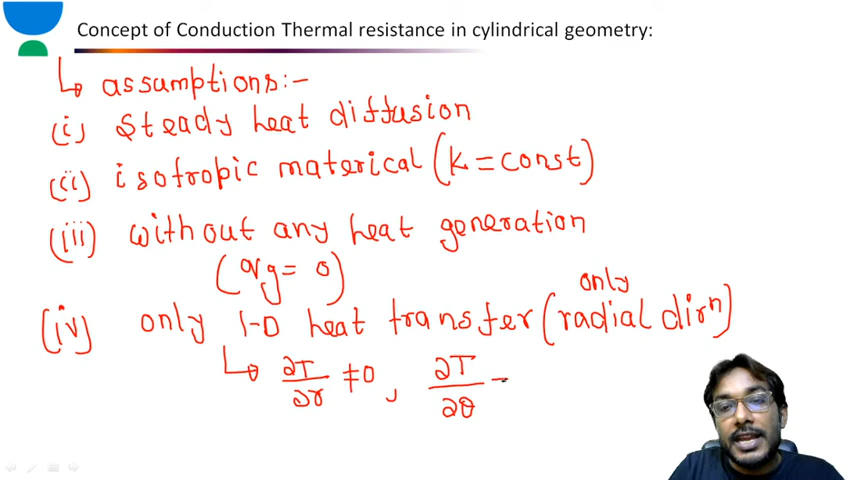 Concept of Conduction Thermal resistance in cylindrical geometry:
↳ assumptions:-
(i) Steady heat diffusion
(ii) isotropic materical (K = const)
(iii) without any heat generation
(qg = 0)
(iv) only 1-D heat transfer (only radial dirⁿ)
↳ ∂T/∂r ≠ 0, ∂T/∂θ -